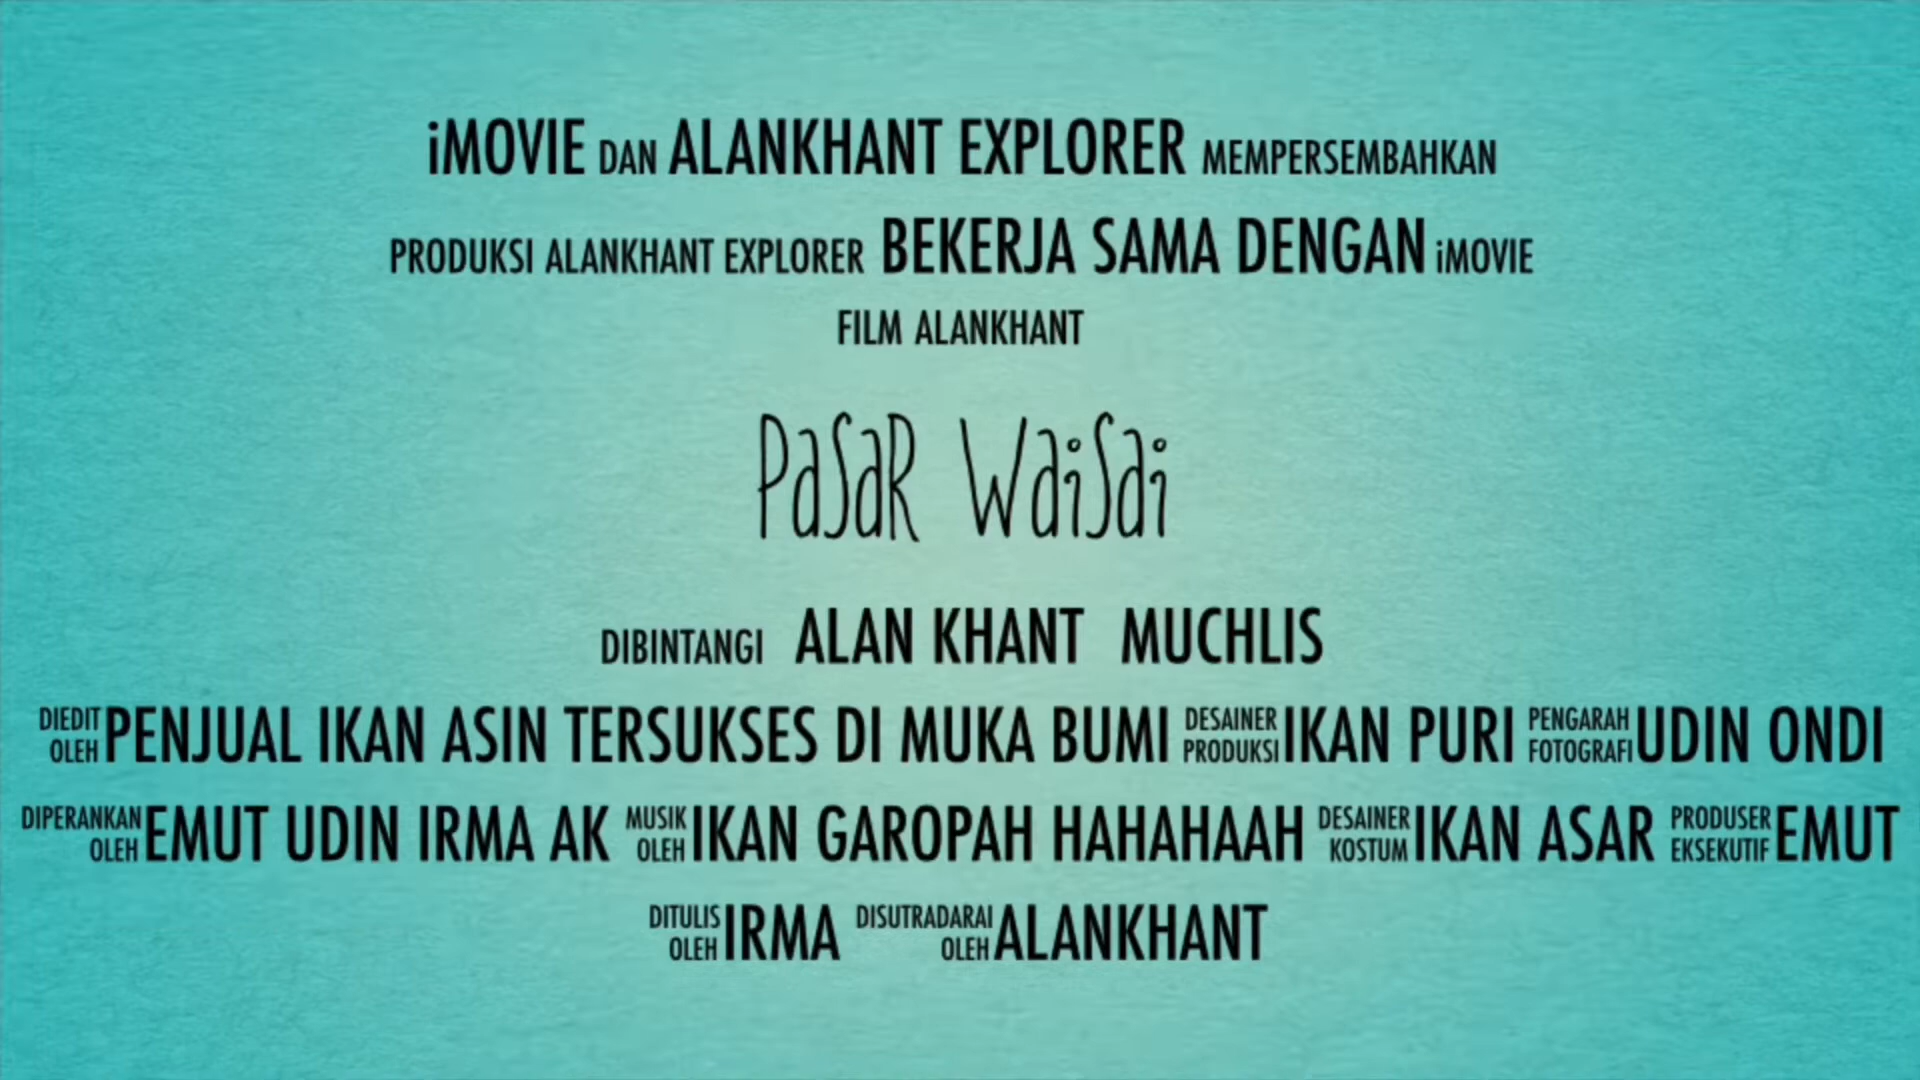 iMOVIE DAN ALANKHANT EXPLORER MEMPERSEMBAHKAN
PRODUKSI ALANKHANT EXPLORER BEKERJA SAMA DENGAN iMOVIE
FILM ALANKHANT
PaSaR WaiSai
DIBINTANGI ALAN KHANT MUCHLIS
DIEDIT OLEH PENJUAL IKAN ASIN TERSUKSES DI MUKA BUMI DESAINER PRODUKSI IKAN PURI PENGARAH FOTOGRAFI UDIN ONDI
DIPERANKAN OLEH EMUT UDIN IRMA AK MUSIK OLEH IKAN GAROPAH HAHAHAAH DESAINER KOSTUM IKAN ASAR PRODUSER EKSEKUTIF EMUT
DITULIS OLEH IRMA DISUTRADARAI OLEH ALANKHANT